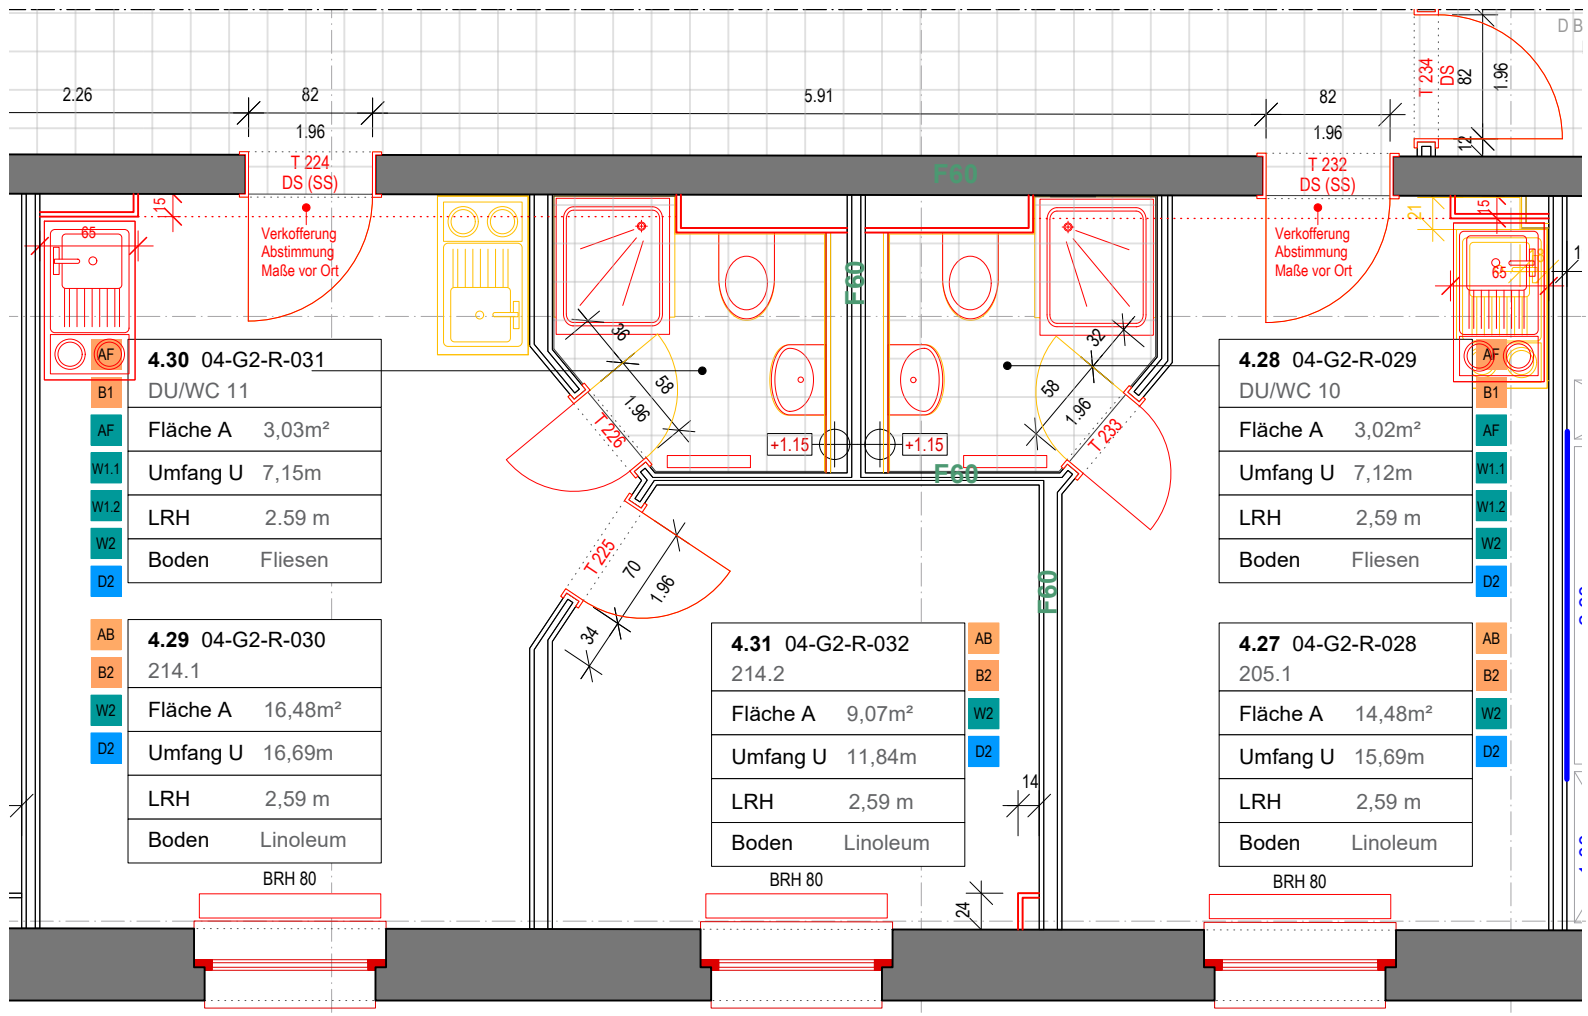 D B
2.26
82
5.91
82
T 234
DS
82
1.96
1.96
1.96
12
T 224
DS (SS)
F60
T 232
DS (SS)
15
65
Verkofferung
Abstimmung
Maße vor Ort
F60
Verkofferung
Abstimmung
Maße vor Ort
21
15
65
1
36
58
1.96
T 226
32
58
1.96
T 233
+1.15
+1.15
F60
AF
B1
AF
W1.1
W1.2
W2
D2
4.30 04-G2-R-031
DU/WC 11
Fläche A 3,03m²
Umfang U 7,15m
LRH 2.59 m
Boden Fliesen
4.28 04-G2-R-029
DU/WC 10
Fläche A 3,02m²
Umfang U 7,12m
LRH 2,59 m
Boden Fliesen
AF
B1
AF
W1.1
W1.2
W2
D2
T 225
70
1.96
34
F60
AB
B2
W2
D2
4.29 04-G2-R-030
214.1
Fläche A 16,48m²
Umfang U 16,69m
LRH 2,59 m
Boden Linoleum
4.31 04-G2-R-032
214.2
Fläche A 9,07m²
Umfang U 11,84m
LRH 2,59 m
Boden Linoleum
AB
B2
W2
D2
4.27 04-G2-R-028
205.1
Fläche A 14,48m²
Umfang U 15,69m
LRH 2,59 m
Boden Linoleum
AB
B2
W2
D2
14
24
BRH 80
BRH 80
BRH 80